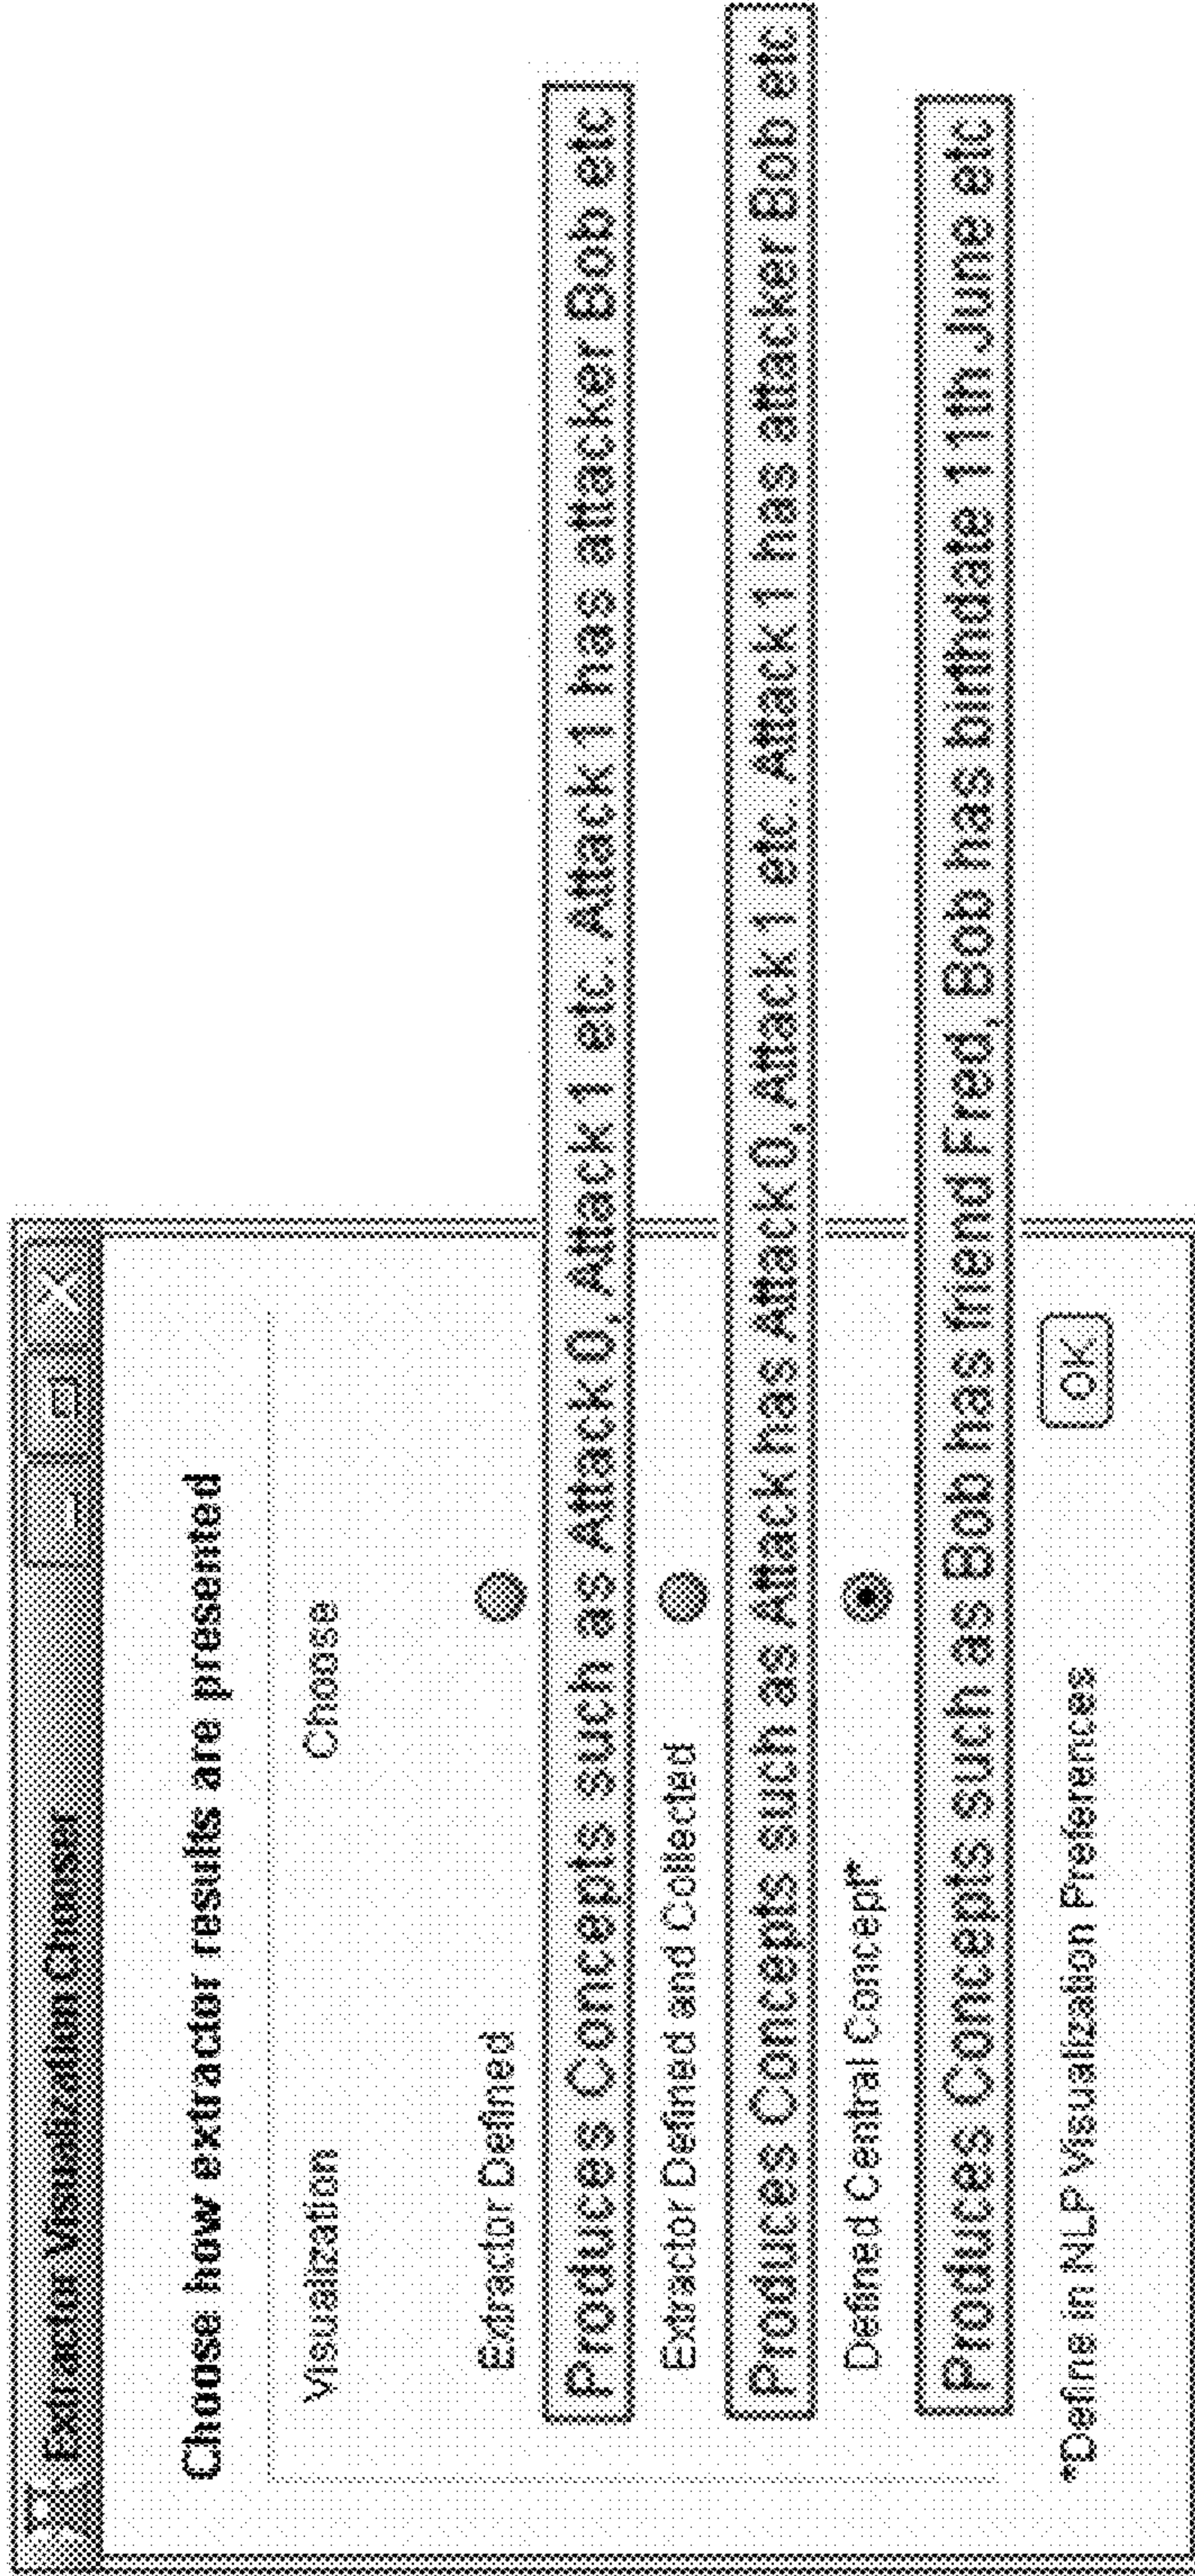 Extractor Visualization Chooser
Choose how extractor results are presented
Visualization Choose
Extractor Defined
Produces Concepts such as Attack 0, Attack 1 etc. Attack 1 has attacker Bob etc
Extractor Defined and Collected
Produces Concepts such as Attack has Attack 0, Attack 1 etc. Attack 1 has attacker Bob etc
Defined Central Concept*
Produces Concepts such as Bob has friend Fred, Bob has birthdate 11th June etc
*Define in NLP Visualization Preferences
OK